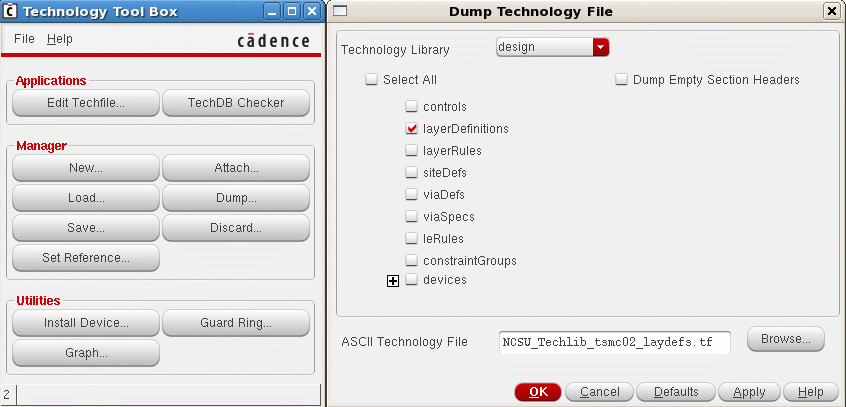 Technology Tool Box
File Help
cādence
Applications
Edit Techfile... TechDB Checker
Manager
New... Attach...
Load... Dump...
Save... Discard...
Set Reference...
Utilities
Install Device... Guard Ring...
Graph...
2
Dump Technology File
Technology Library design
Select All Dump Empty Section Headers
controls
layerDefinitions
layerRules
siteDefs
viaDefs
viaSpecs
leRules
constraintGroups
devices
ASCII Technology File NCSU_Techlib_tsmc02_laydefs.tf Browse...
OK Cancel Defaults Apply Help